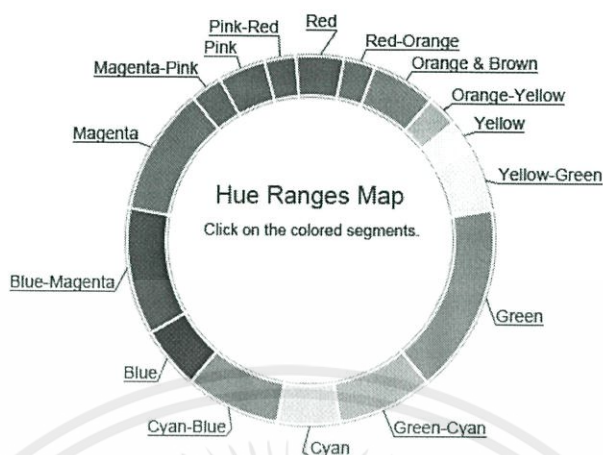 Red
Pink-Red
Pink
Magenta-Pink
Magenta
Blue-Magenta
Blue
Cyan-Blue
Cyan
Green-Cyan
Green
Yellow-Green
Yellow
Orange-Yellow
Orange & Brown
Red-Orange
Hue Ranges Map
Click on the colored segments.